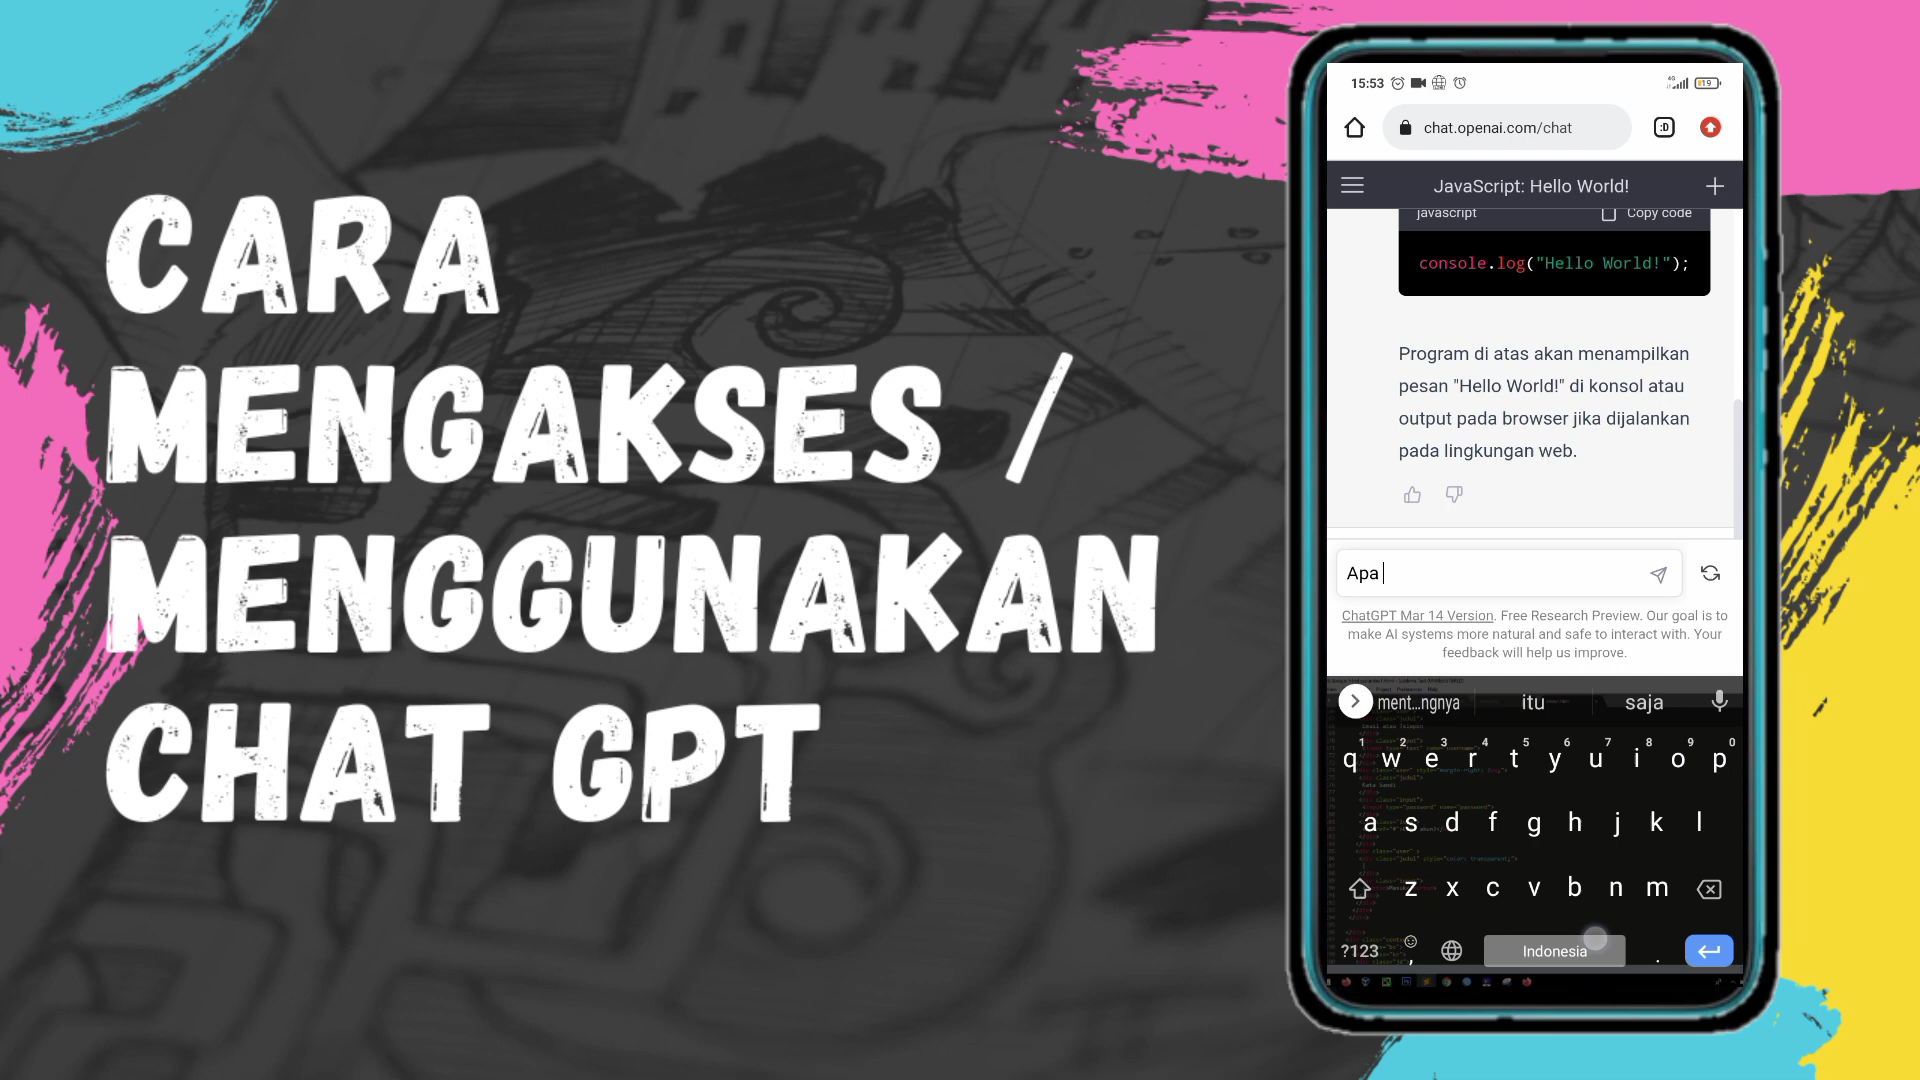 CARA
MENGAKSES /
MENGGUNAKAN
CHAT GPT
15:53
4G
19
chat.openai.com/chat
:D
JavaScript: Hello World!
javascript
Copy code
console.log("Hello World!");
Program di atas akan menampilkan
pesan "Hello World!" di konsol atau
output pada browser jika dijalankan
pada lingkungan web.
Apa
ChatGPT Mar 14 Version. Free Research Preview. Our goal is to
make AI systems more natural and safe to interact with. Your
feedback will help us improve.
ment...ngnya itu saja
1 2 3 4 5 6 7 8 9 0
q w e r t y u i o p
a s d f g h j k l
z x c v b n m
?123 , Indonesia .